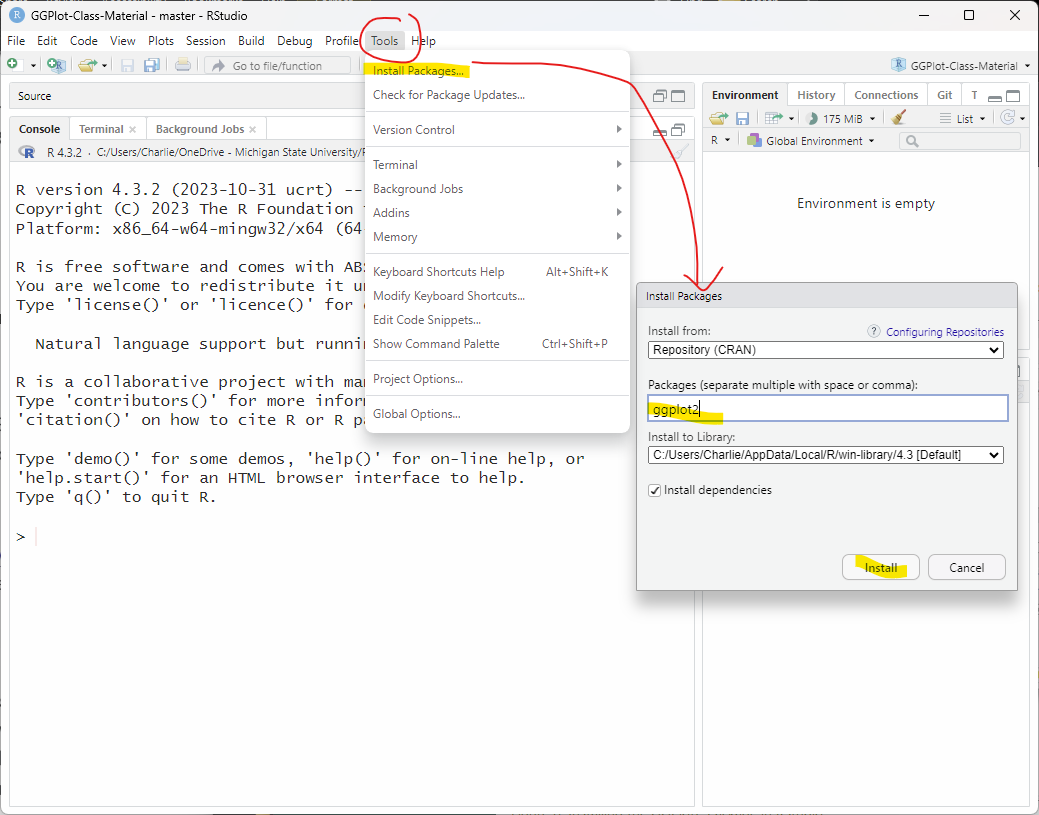 GGPlot-Class-Material - master - RStudio
File Edit Code View Plots Session Build Debug Profile Tools Help
Go to file/function
GGPlot-Class-Material
Source
Console Terminal Background Jobs
R 4.3.2 · C:/Users/Charlie/OneDrive - Michigan State University/
R version 4.3.2 (2023-10-31 ucrt) --
Copyright (C) 2023 The R Foundation
Platform: x86_64-w64-mingw32/x64 (64
R is free software and comes with
You are welcome to redistribute it
Type 'license()' or 'licence()' for
Natural language support but
R is a collaborative project with
Type 'contributors()' for more
'citation()' on how to cite R or R
Type 'demo()' for some demos, 'help()' for on-line help, or
'help.start()' for an HTML browser interface to help.
Type 'q()' to quit R.
>
Install Packages...
Check for Package Updates...
Version Control
Terminal
Background Jobs
Addins
Memory
Keyboard Shortcuts Help Alt+Shift+K
Modify Keyboard Shortcuts...
Edit Code Snippets...
Show Command Palette Ctrl+Shift+P
Project Options...
Global Options...
Environment History Connections Git T
175 MiB List
R Global Environment
Environment is empty
Install Packages
Install from: ? Configuring Repositories
Repository (CRAN)
Packages (separate multiple with space or comma):
ggplot2
Install to Library:
C:/Users/Charlie/AppData/Local/R/win-library/4.3 [Default]
Install dependencies
Install Cancel